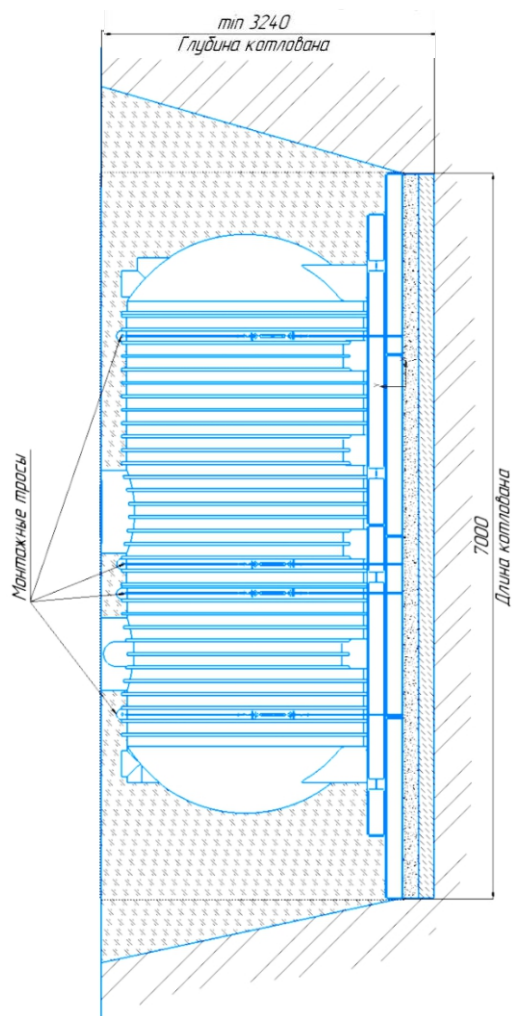 min 3240
Глубина котлована
Монтажные тросы
7000
Длина котлована